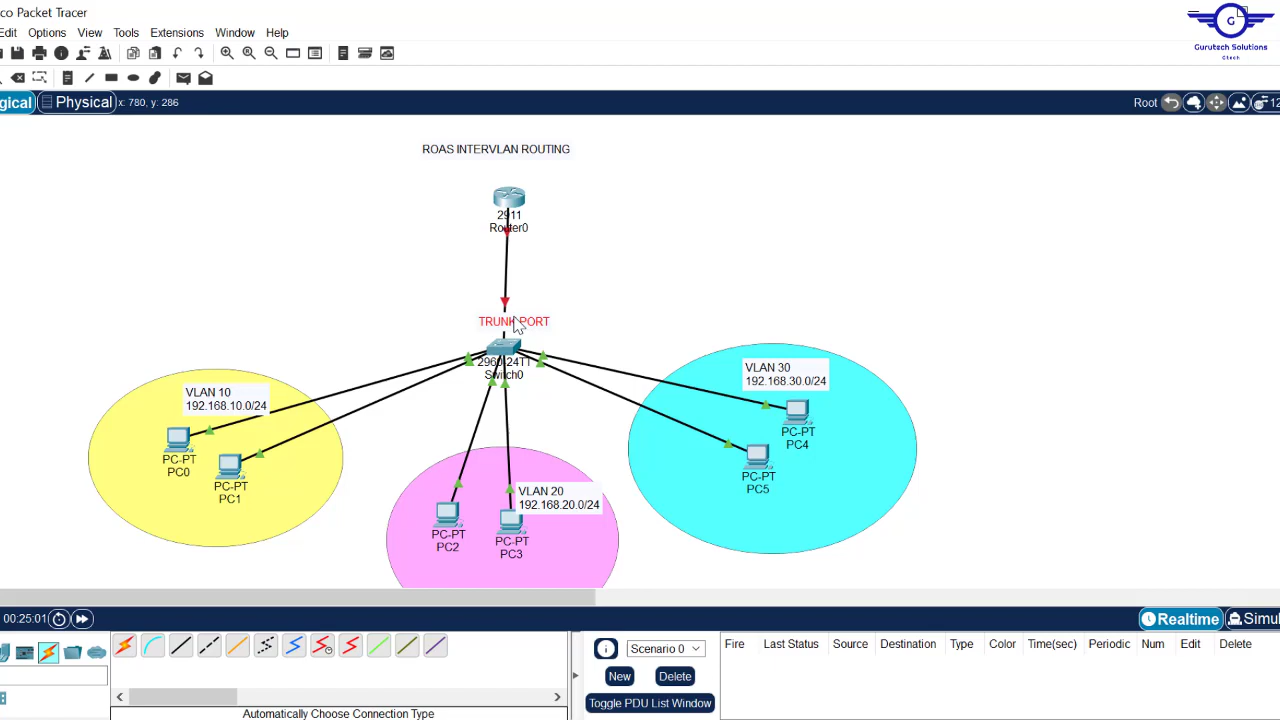 co Packet Tracer
G
Gurutech Solutions
Gtech
Edit Options View Tools Extensions Window Help
gical Physical x: 780, y: 286 Root 12
ROAS INTERVLAN ROUTING
2911
Router0
TRUNK PORT
2960-24TT
Switch0
VLAN 10
192.168.10.0/24
PC-PT
PC0
PC-PT
PC1
VLAN 20
192.168.20.0/24
PC-PT
PC2
PC-PT
PC3
VLAN 30
192.168.30.0/24
PC-PT
PC4
PC-PT
PC5
00:25:01 Realtime Simul
Scenario 0
New Delete
Toggle PDU List Window
Fire Last Status Source Destination Type Color Time(sec) Periodic Num Edit Delete
Automatically Choose Connection Type